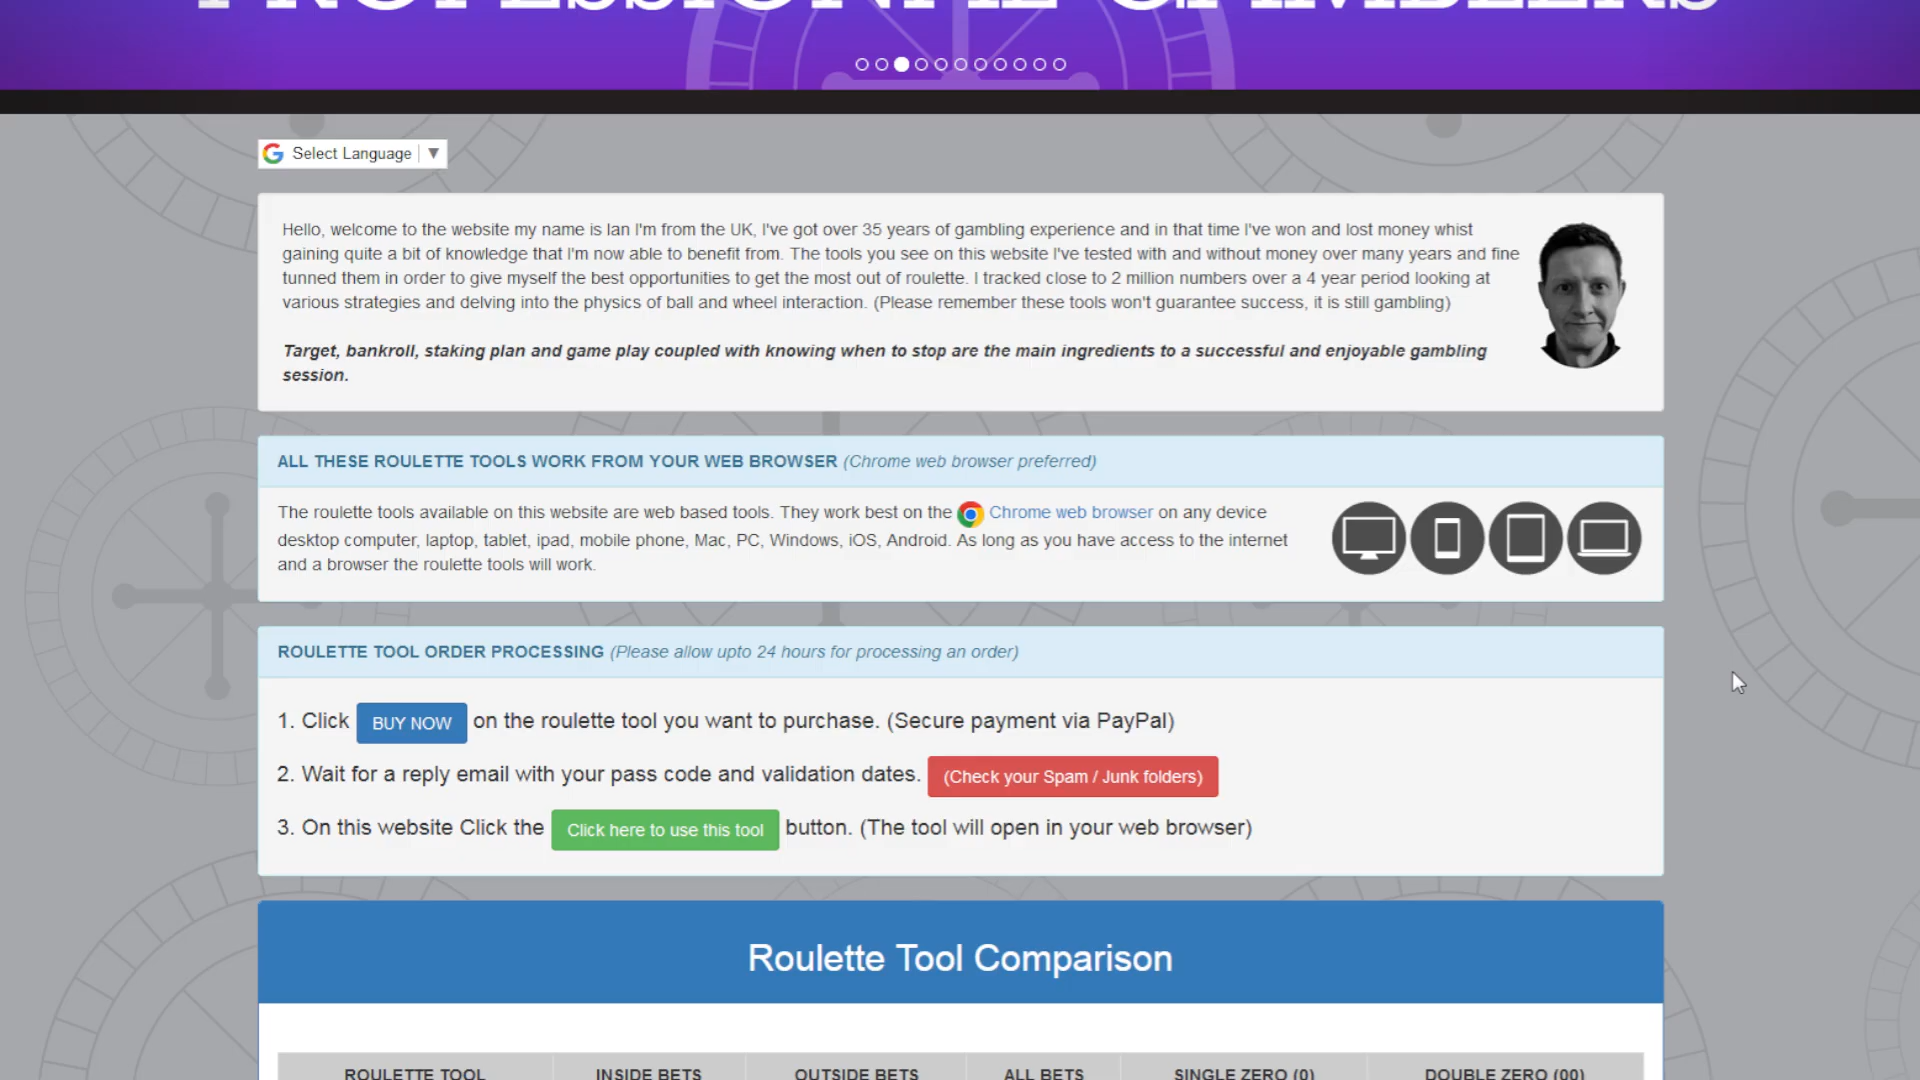 PROFESSIONAL GAMBLERS
Select Language ▼
Hello, welcome to the website my name is Ian I'm from the UK, I've got over 35 years of gambling experience and in that time I've won and lost money whist
gaining quite a bit of knowledge that I'm now able to benefit from. The tools you see on this website I've tested with and without money over many years and fine
tunned them in order to give myself the best opportunities to get the most out of roulette. I tracked close to 2 million numbers over a 4 year period looking at
various strategies and delving into the physics of ball and wheel interaction. (Please remember these tools won't guarantee success, it is still gambling)
Target, bankroll, staking plan and game play coupled with knowing when to stop are the main ingredients to a successful and enjoyable gambling
session.
ALL THESE ROULETTE TOOLS WORK FROM YOUR WEB BROWSER (Chrome web browser preferred)
The roulette tools available on this website are web based tools. They work best on the Chrome web browser on any device
desktop computer, laptop, tablet, ipad, mobile phone, Mac, PC, Windows, iOS, Android. As long as you have access to the internet
and a browser the roulette tools will work.
ROULETTE TOOL ORDER PROCESSING (Please allow upto 24 hours for processing an order)
1. Click BUY NOW on the roulette tool you want to purchase. (Secure payment via PayPal)
2. Wait for a reply email with your pass code and validation dates. (Check your Spam / Junk folders)
3. On this website Click the Click here to use this tool button. (The tool will open in your web browser)
Roulette Tool Comparison
ROULETTE TOOL INSIDE BETS OUTSIDE BETS ALL BETS SINGLE ZERO (0) DOUBLE ZERO (00)